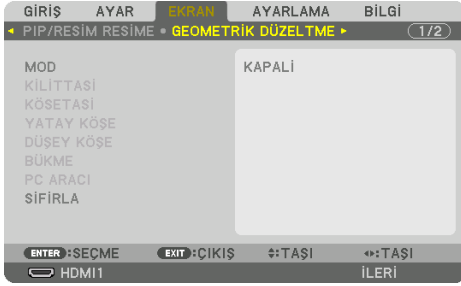 GİRİŞ AYAR EKRAN AYARLAMA BİLGİ
◂ PIP/RESİM RESİME • GEOMETRİK DÜZELTME ▸ 1/2
MOD KAPALİ
KİLİTTASİ
KÖSETASİ
YATAY KÖŞE
DÜŞEY KÖŞE
BÜKME
PC ARACI
SİFİRLA
ENTER:SEÇME EXIT:ÇIKIŞ :TAŞI :TAŞI
HDMI1 İLERİ